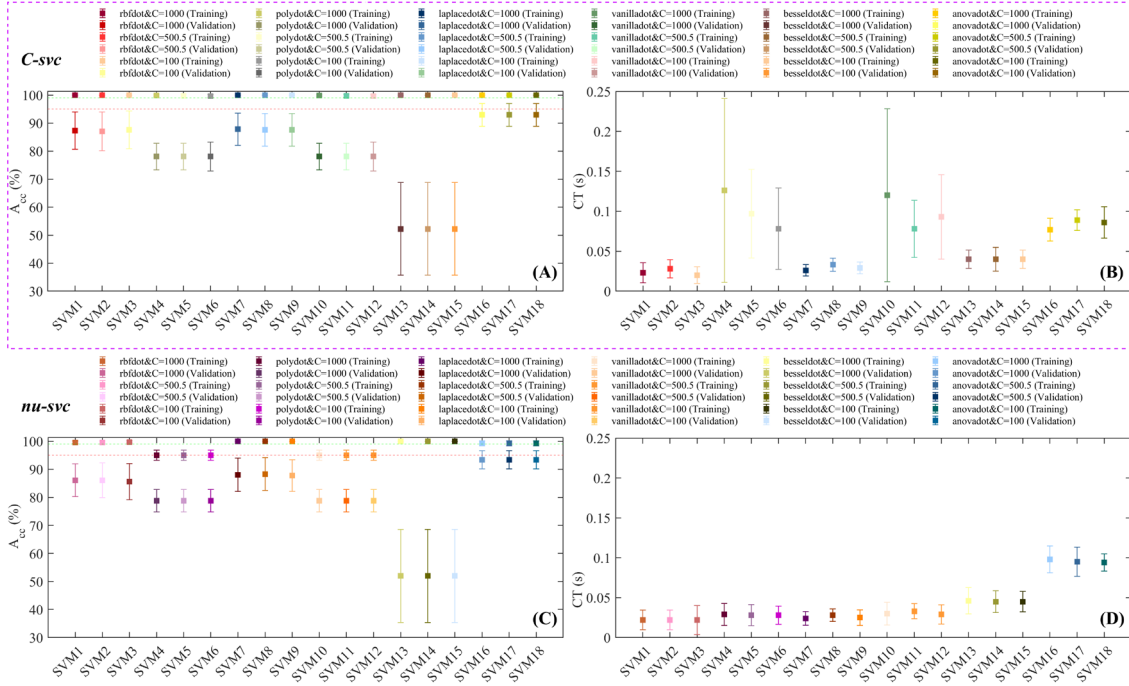 rbfdot&C=1000 (Training) polydot&C=1000 (Training) laplacedot&C=1000 (Training) vanilladot&C=1000 (Training) besseldot&C=1000 (Training) anovadot&C=1000 (Training)
rbfdot&C=1000 (Validation) polydot&C=1000 (Validation) laplacedot&C=1000 (Validation) vanilladot&C=1000 (Validation) besseldot&C=1000 (Validation) anovadot&C=1000 (Validation)
rbfdot&C=500.5 (Training) polydot&C=500.5 (Training) laplacedot&C=500.5 (Training) vanilladot&C=500.5 (Training) besseldot&C=500.5 (Training) anovadot&C=500.5 (Training)
C-svc
rbfdot&C=500.5 (Validation) polydot&C=500.5 (Validation) laplacedot&C=500.5 (Validation) vanilladot&C=500.5 (Validation) besseldot&C=500.5 (Validation) anovadot&C=500.5 (Validation)
rbfdot&C=100 (Training) polydot&C=100 (Training) laplacedot&C=100 (Training) vanilladot&C=100 (Training) besseldot&C=100 (Training) anovadot&C=100 (Training)
rbfdot&C=100 (Validation) polydot&C=100 (Validation) laplacedot&C=100 (Validation) vanilladot&C=100 (Validation) besseldot&C=100 (Validation) anovadot&C=100 (Validation)
100
90
80
70
60
50
40
30
Acc (%)
(A)
SVM1 SVM2 SVM3 SVM4 SVM5 SVM6 SVM7 SVM8 SVM9 SVM10 SVM11 SVM12 SVM13 SVM14 SVM15 SVM16 SVM17 SVM18
0.25
0.2
0.15
0.1
0.05
0
CT (s)
(B)
SVM1 SVM2 SVM3 SVM4 SVM5 SVM6 SVM7 SVM8 SVM9 SVM10 SVM11 SVM12 SVM13 SVM14 SVM15 SVM16 SVM17 SVM18
rbfdot&C=1000 (Training) polydot&C=1000 (Training) laplacedot&C=1000 (Training) vanilladot&C=1000 (Training) besseldot&C=1000 (Training) anovadot&C=1000 (Training)
rbfdot&C=1000 (Validation) polydot&C=1000 (Validation) laplacedot&C=1000 (Validation) vanilladot&C=1000 (Validation) besseldot&C=1000 (Validation) anovadot&C=1000 (Validation)
rbfdot&C=500.5 (Training) polydot&C=500.5 (Training) laplacedot&C=500.5 (Training) vanilladot&C=500.5 (Training) besseldot&C=500.5 (Training) anovadot&C=500.5 (Training)
nu-svc
rbfdot&C=500.5 (Validation) polydot&C=500.5 (Validation) laplacedot&C=500.5 (Validation) vanilladot&C=500.5 (Validation) besseldot&C=500.5 (Validation) anovadot&C=500.5 (Validation)
rbfdot&C=100 (Training) polydot&C=100 (Training) laplacedot&C=100 (Training) vanilladot&C=100 (Training) besseldot&C=100 (Training) anovadot&C=100 (Training)
rbfdot&C=100 (Validation) polydot&C=100 (Validation) laplacedot&C=100 (Validation) vanilladot&C=100 (Validation) besseldot&C=100 (Validation) anovadot&C=100 (Validation)
100
90
80
70
60
50
40
30
Acc (%)
(C)
SVM1 SVM2 SVM3 SVM4 SVM5 SVM6 SVM7 SVM8 SVM9 SVM10 SVM11 SVM12 SVM13 SVM14 SVM15 SVM16 SVM17 SVM18
0.25
0.2
0.15
0.1
0.05
0
CT (s)
(D)
SVM1 SVM2 SVM3 SVM4 SVM5 SVM6 SVM7 SVM8 SVM9 SVM10 SVM11 SVM12 SVM13 SVM14 SVM15 SVM16 SVM17 SVM18